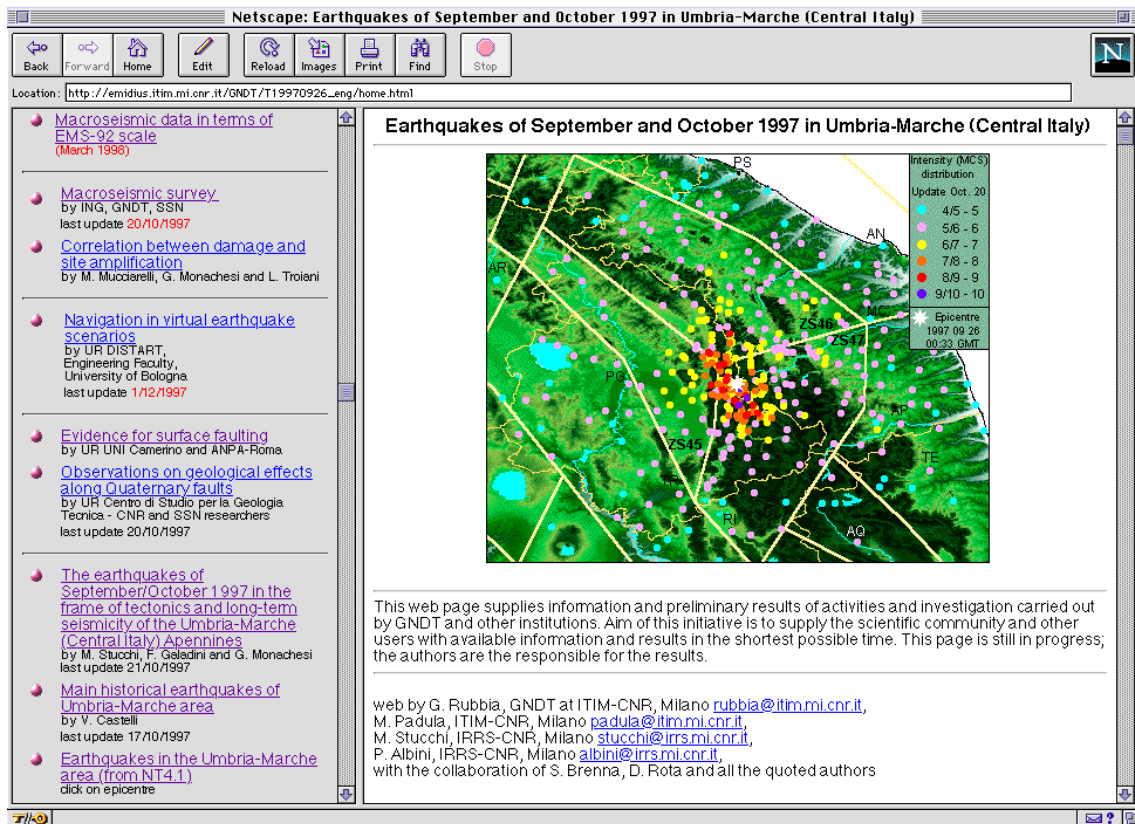 Netscape: Earthquakes of September and October 1997 in Umbria-Marche (Central Italy)
Back Forward Home Edit Reload Images Print Find Stop
N
Location: http://emidius.itim.mi.cnr.it/GNDT/T19970926_eng/home.html
Macroseismic data in terms of
EMS-92 scale
(March 1998)
Macroseismic survey
by ING, GNDT, SSN
last update 20/10/1997
Correlation between damage and
site amplification
by M. Mucciarelli, G. Monachesi and L. Troiani
Navigation in virtual earthquake
scenarios
by UR DISTART,
Engineering Faculty,
University of Bologna
last update 1/12/1997
Evidence for surface faulting
by UR UNI Camerino and ANPA-Roma
Observations on geological effects
along Quaternary faults
by UR Centro di Studio per la Geologia
Tecnica - CNR and SSN researchers
last update 20/10/1997
The earthquakes of
September/October 1997 in the
frame of tectonics and long-term
seismicity of the Umbria-Marche
(Central Italy) Apennines
by M. Stucchi, F. Galadini and G. Monachesi
last update 21/10/1997
Main historical earthquakes of
Umbria-Marche area
by V. Castelli
last update 17/10/1997
Earthquakes in the Umbria-Marche
area (from NT4.1)
click on epicentre
Earthquakes of September and October 1997 in Umbria-Marche (Central Italy)
PS
AN
AR
MC
ZS46
ZS47
PG
AP
ZS45
TE
TR
RI
AQ
Intensity (MCS)
distribution
Update Oct. 20
4/5 - 5
5/6 - 6
6/7 - 7
7/8 - 8
8/9 - 9
9/10 - 10
Epicentre
1997 09 26
00:33 GMT
This web page supplies information and preliminary results of activities and investigation carried out
by GNDT and other institutions. Aim of this initiative is to supply the scientific community and other
users with available information and results in the shortest possible time. This page is still in progress;
the authors are the responsible for the results.
web by G. Rubbia, GNDT at ITIM-CNR, Milano rubbia@itim.mi.cnr.it,
M. Padula, ITIM-CNR, Milano padula@itim.mi.cnr.it,
M. Stucchi, IRRS-CNR, Milano stucchi@irrs.mi.cnr.it,
P. Albini, IRRS-CNR, Milano albini@irrs.mi.cnr.it,
with the collaboration of S. Brenna, D. Rota and all the quoted authors
?